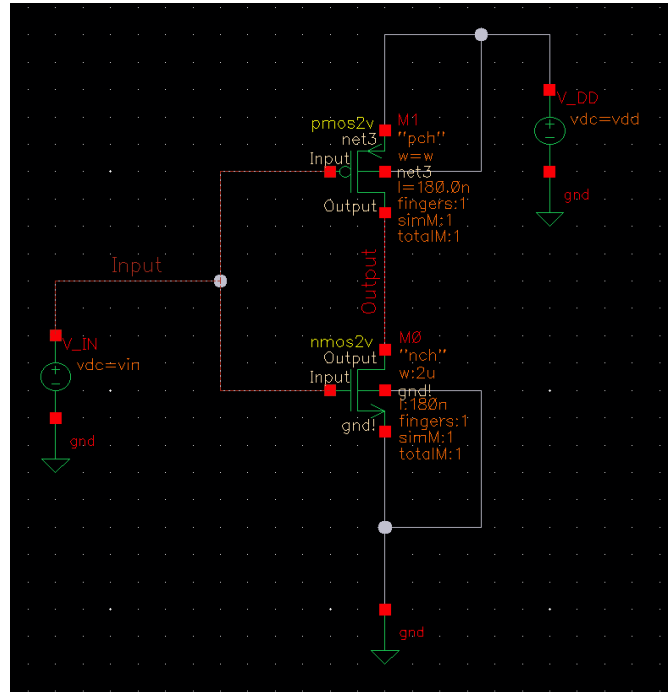 V_DD
vdc=vdd
gnd
pmos2v
M1
net3
"pch"
Input
w=w
net3
l=180.0n
Output
fingers:1
simM:1
totalM:1
Input
Output
V_IN
vdc=vin
gnd
nmos2v
M0
Output
"nch"
Input
w:2u
gnd!
l:180n
gnd!
fingers:1
simM:1
totalM:1
gnd